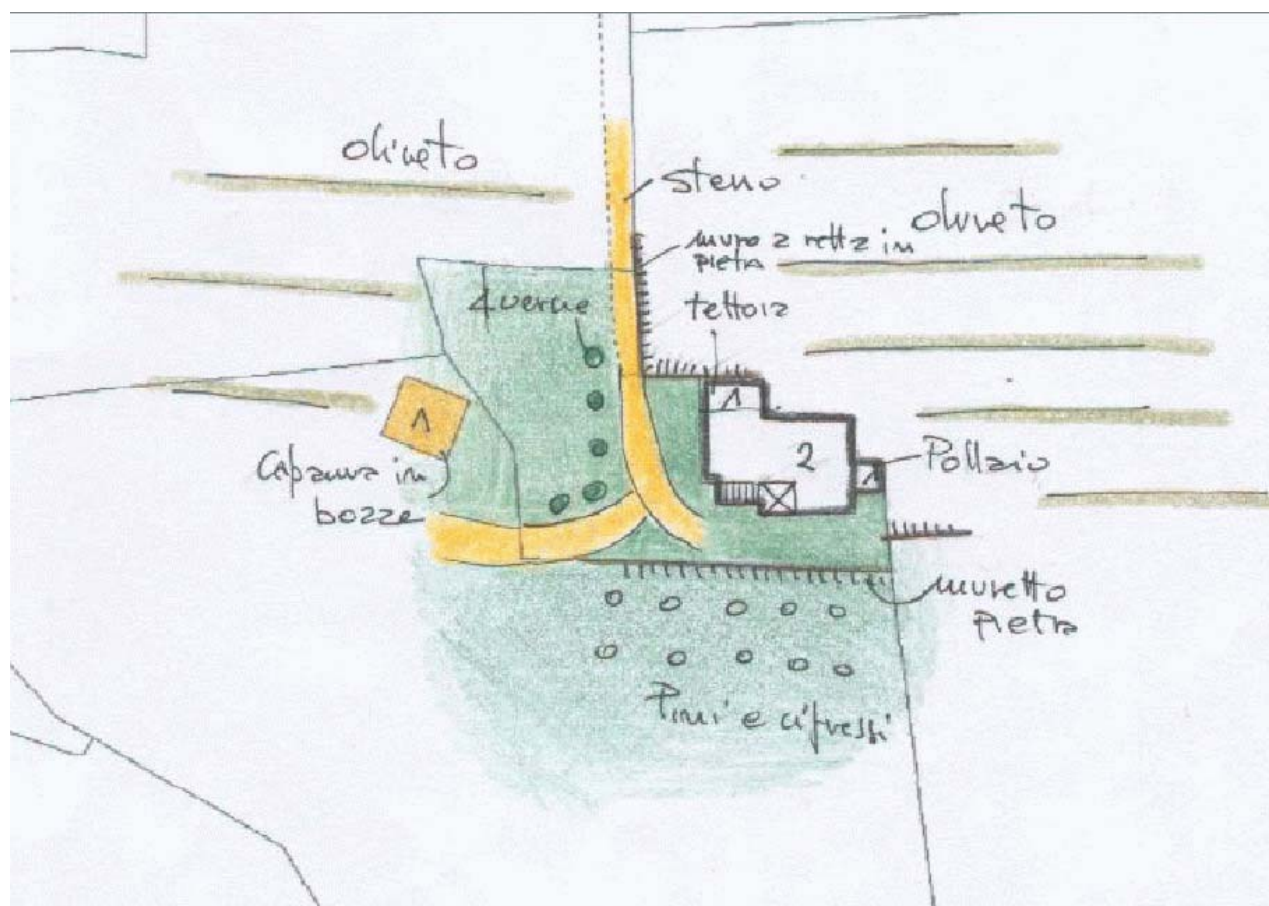 oliveto
sterro
oliveto
muro a retta in
pietra
tettoia
Querce
1
1
2
1
Pollaio
Capanna in
bozze
muretto
pietra
Pini e cipressi